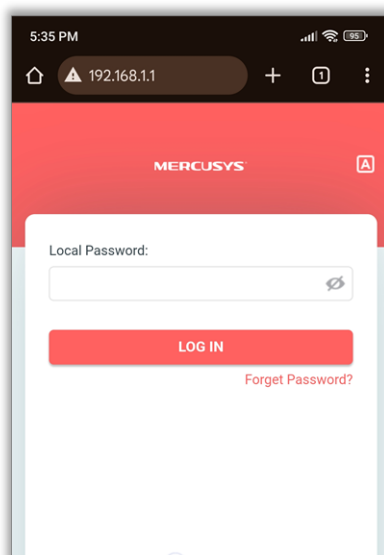 5:35 PM
95
192.168.1.1
1
MERCUSYS
A
Local Password:
LOG IN
Forget Password?